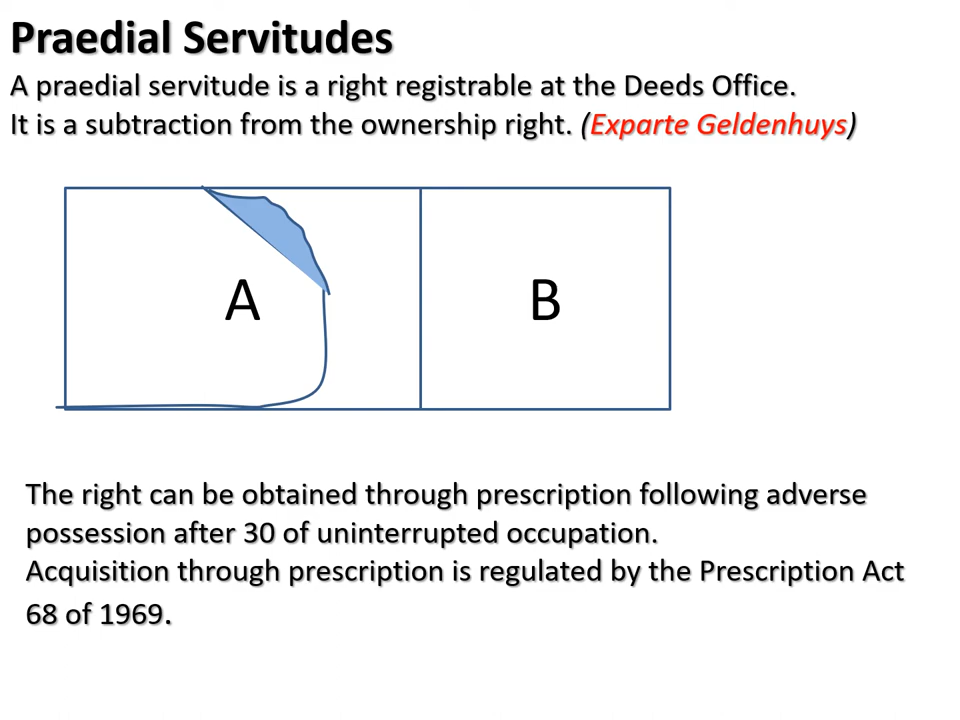 Praedial Servitudes
A praedial servitude is a right registrable at the Deeds Office.
It is a subtraction from the ownership right. (Exparte Geldenhuys)
A
B
The right can be obtained through prescription following adverse
possession after 30 of uninterrupted occupation.
Acquisition through prescription is regulated by the Prescription Act
68 of 1969.